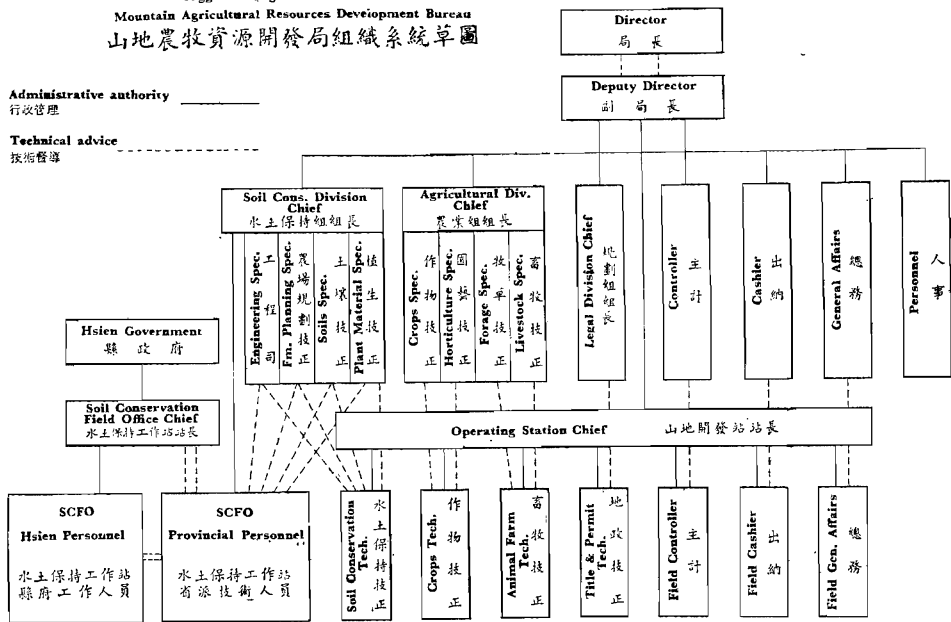 Mountain Agricultural Resources Development Bureau
山地農牧資源開發局組織系統草圖
Administrative authority
行政管理
Technical advice
技術督導
Director
局長
Deputy Director
副局長
Soil Cons. Division
Chief
水土保持組組長
Engineering Spec.
工程司
Fm. Planning Spec.
農場規劃技正
Soils Spec.
土壤技正
Plant Material Spec.
植生技正
Agricultural Div.
Chief
農業組組長
Crops Spec.
作物技正
Horticulture Spec.
園藝技正
Forage Spec.
牧草技正
Livestock Spec.
畜牧技正
Legal Division Chief
規劃組組長
Controller
主計
Cashier
出納
General Affairs
總務
Personnel
人事
Hsien Government
縣政府
Soil Conservation
Field Office Chief
水土保持工作站站長
Operating Station Chief 山地開發站站長
SCFO
Hsien Personnel
水土保持工作站
縣府工作人員
SCFO
Provincial Personnel
水土保持工作站
省派技術人員
Soil Conservation
Tech.
水土保持技正
Crops Tech.
作物技正
Animal Farm
Tech.
畜牧技正
Title & Permit
Tech.
地政技正
Field Controller
主計
Field Cashier
出納
Field Gen. Affairs
總務